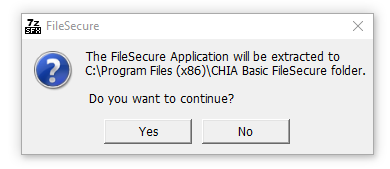 7z
SFX
FileSecure
The FileSecure Application will be extracted to
C:\Program Files (x86)\CHIA Basic FileSecure folder.
Do you want to continue?
Yes
No